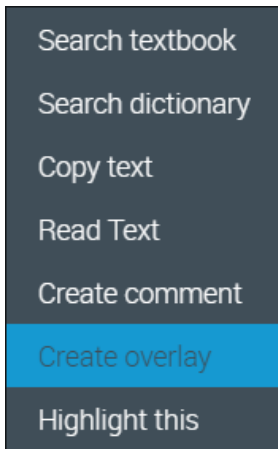 Search textbook
Search dictionary
Copy text
Read Text
Create comment
Create overlay
Highlight this